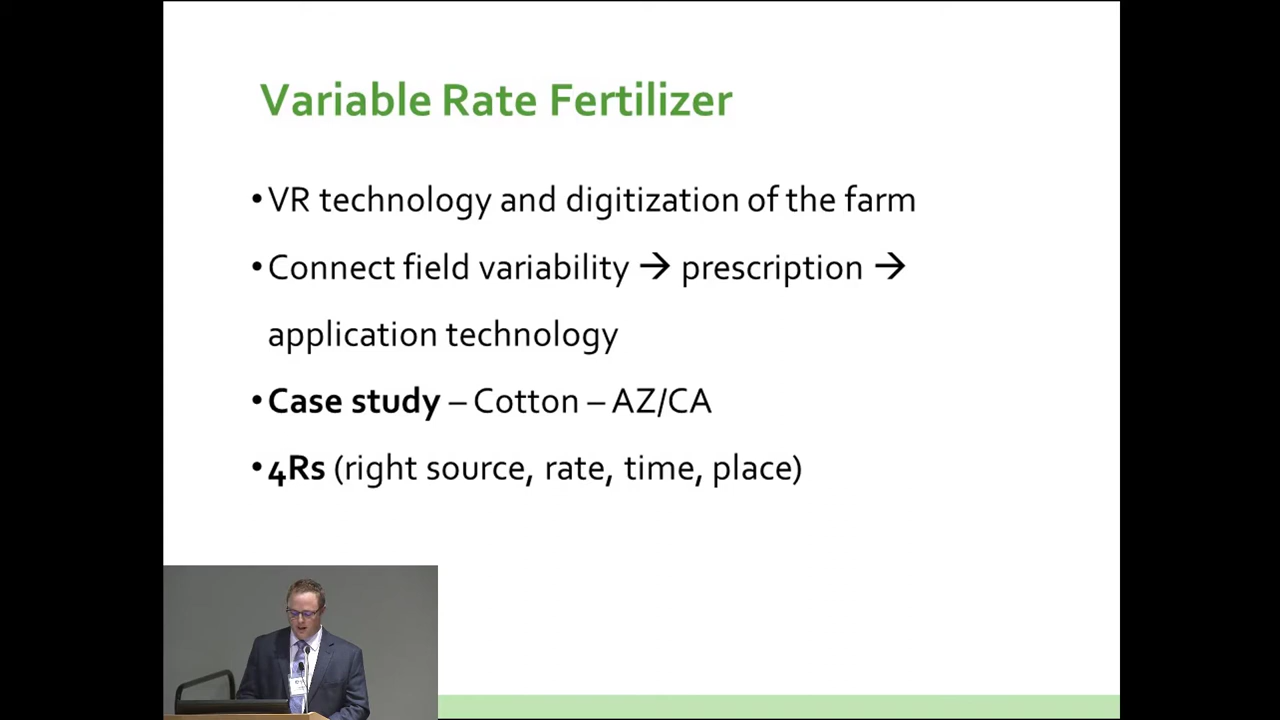 Variable Rate Fertilizer
•VR technology and digitization of the farm
•Connect field variability → prescription →
application technology
•Case study – Cotton – AZ/CA
•4Rs (right source, rate, time, place)